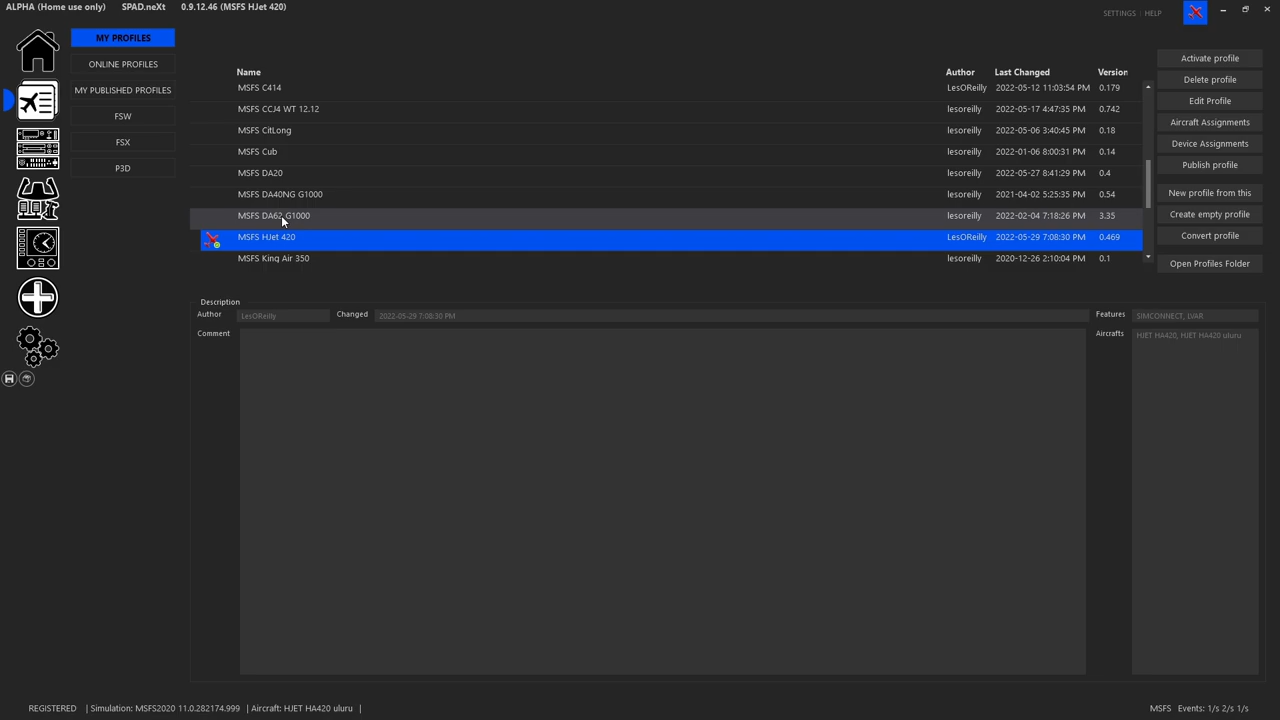 ALPHA (Home use only) SPAD.neXt 0.9.12.46 (MSFS HJet 420)
SETTINGS | HELP
MY PROFILES
ONLINE PROFILES
MY PUBLISHED PROFILES
FSW
FSX
P3D
Name Author Last Changed Version
MSFS C414 LesOReilly 2022-05-12 11:03:54 PM 0.179
MSFS CCJ4 WT 12.12 lesoreilly 2022-05-17 4:47:35 PM 0.742
MSFS CitLong lesoreilly 2022-05-06 3:40:45 PM 0.18
MSFS Cub lesoreilly 2022-01-06 8:00:31 PM 0.14
MSFS DA20 lesoreilly 2022-05-27 8:41:29 PM 0.4
MSFS DA40NG G1000 lesoreilly 2021-04-02 5:25:35 PM 0.54
MSFS DA62 G1000 lesoreilly 2022-02-04 7:18:26 PM 3.35
MSFS HJet 420 LesOReilly 2022-05-29 7:08:30 PM 0.469
MSFS King Air 350 lesoreilly 2020-12-26 2:10:04 PM 0.1
Activate profile
Delete profile
Edit Profile
Aircraft Assignments
Device Assignments
Publish profile
New profile from this
Create empty profile
Convert profile
Open Profiles Folder
Description
Author LesOReilly Changed 2022-05-29 7:08:30 PM Features SIMCONNECT, LVAR
Comment Aircrafts HJET HA420, HJET HA420 uluru
REGISTERED | Simulation: MSFS2020 11.0.282174.999 | Aircraft: HJET HA420 uluru | MSFS Events: 1/s 2/s 1/s